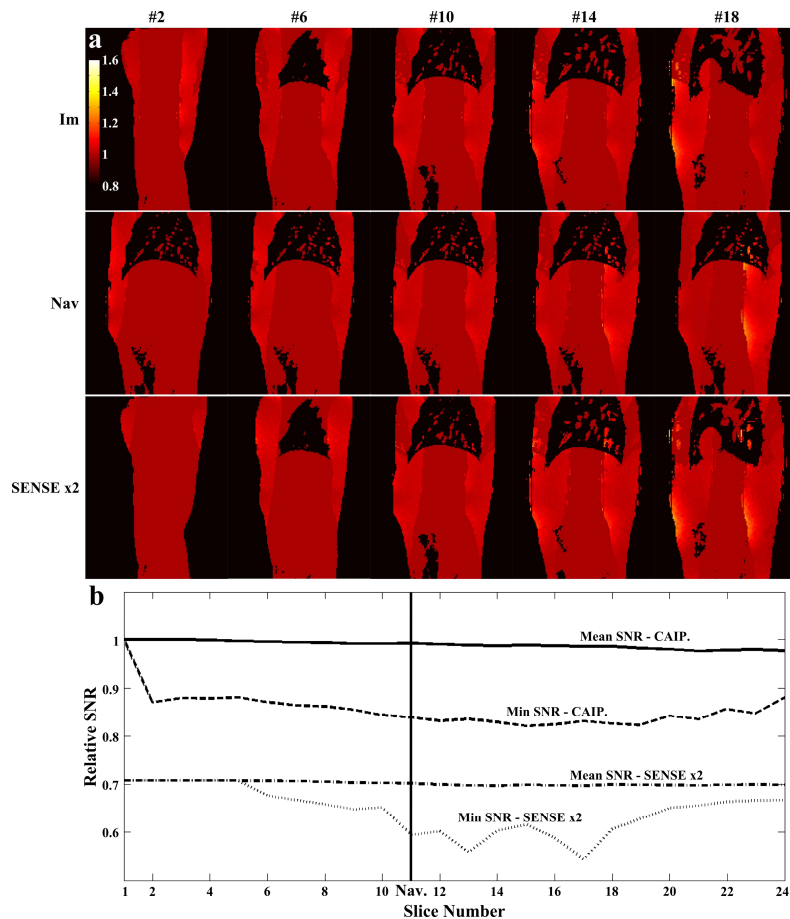 #2 #6 #10 #14 #18
a
1.6
1.4
1.2
1
0.8
Im
Nav
SENSE x2
b
1
0.9
0.8
0.7
0.6
Relative SNR
Mean SNR - CAIP.
Min SNR - CAIP.
Mean SNR - SENSE x2
Min SNR - SENSE x2
1 2 4 6 8 10 Nav. 12 14 16 18 20 22 24
Slice Number